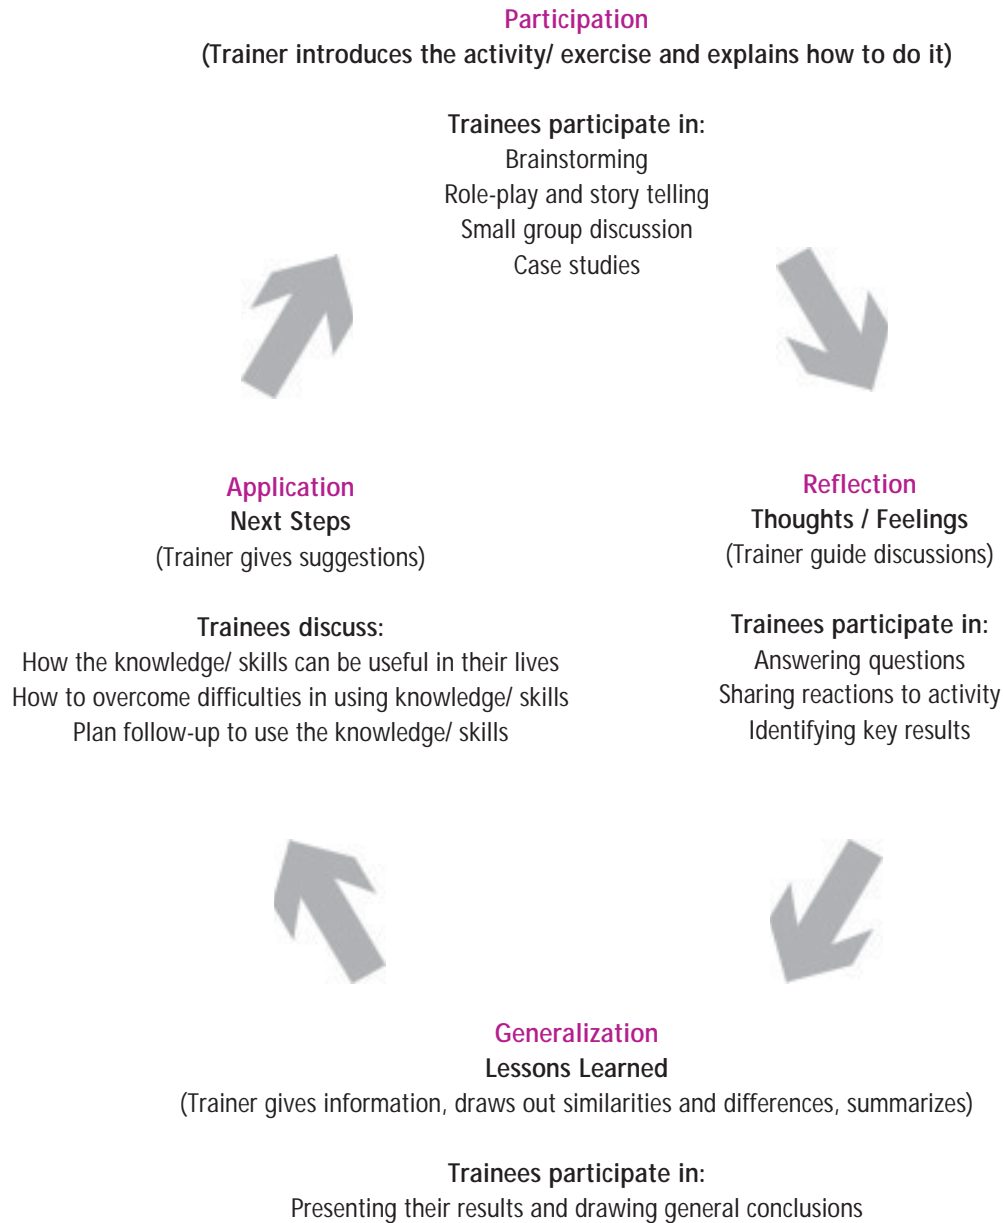 Participation
(Trainer introduces the activity/ exercise and explains how to do it)
Trainees participate in:
Brainstorming
Role-play and story telling
Small group discussion
Case studies
Reflection
Thoughts / Feelings
(Trainer guide discussions)
Trainees participate in:
Answering questions
Sharing reactions to activity
Identifying key results
Generalization
Lessons Learned
(Trainer gives information, draws out similarities and differences, summarizes)
Trainees participate in:
Presenting their results and drawing general conclusions
Application
Next Steps
(Trainer gives suggestions)
Trainees discuss:
How the knowledge/ skills can be useful in their lives
How to overcome difficulties in using knowledge/ skills
Plan follow-up to use the knowledge/ skills